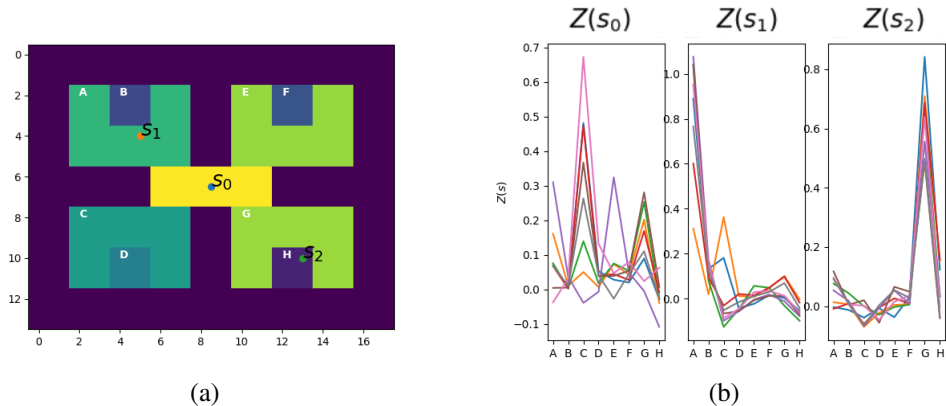 Z(s₀) Z(s₁) Z(s₂)
0 2 4 6 8 10 12
0 2 4 6 8 10 12 14 16
A B E F
s₁
s₀
C G
D H s₂
(a)
Z(s)
0.7 0.6 0.5 0.4 0.3 0.2 0.1 0.0 −0.1
A B C D E F G H
1.0 0.8 0.6 0.4 0.2 0.0
A B C D E F G H
0.8 0.6 0.4 0.2 0.0
A B C D E F G H
(b)